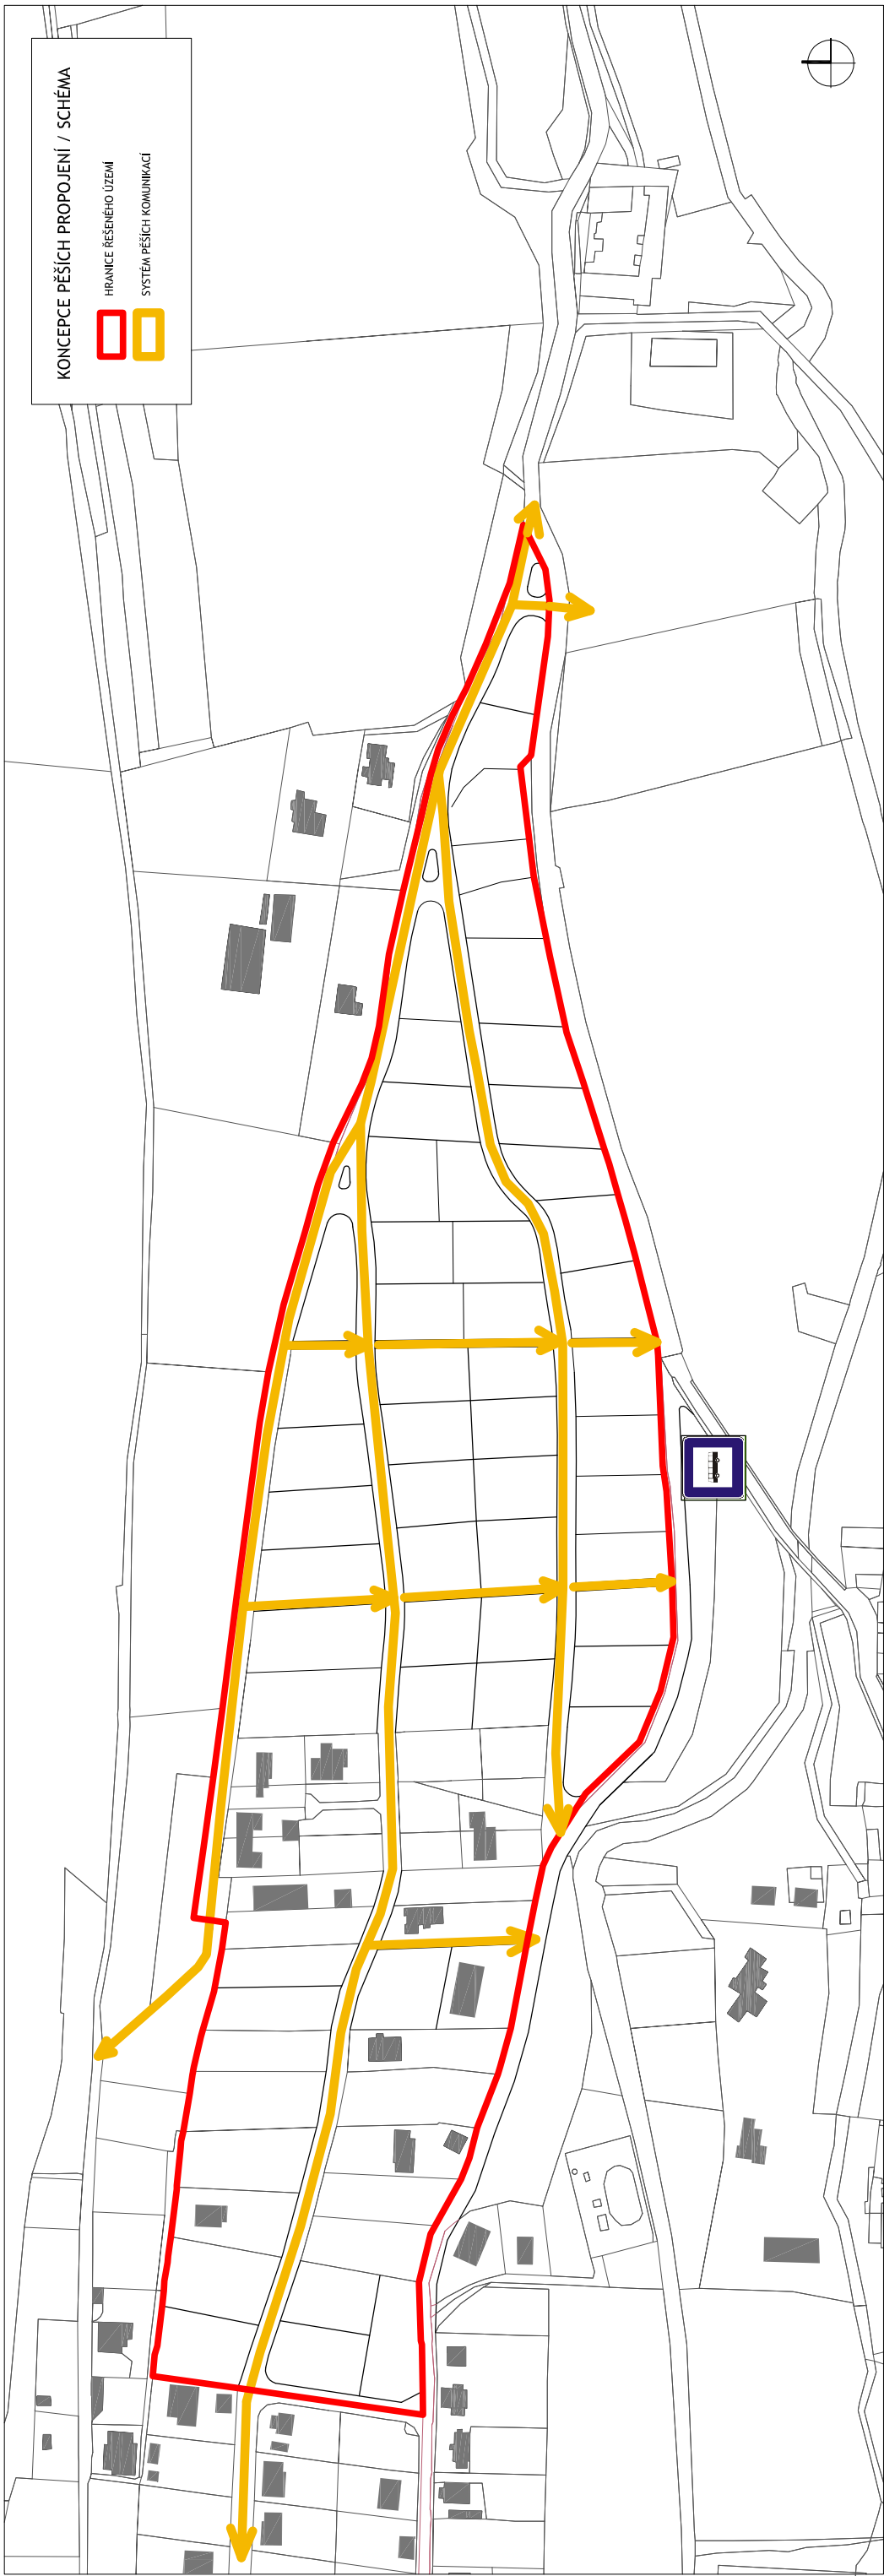 KONCEPCE PĚŠÍCH PROPOJENÍ / SCHÉMA
HRANICE ŘEŠENÉHO ÚZEMÍ
SYSTÉM PĚŠÍCH KOMUNIKACÍ